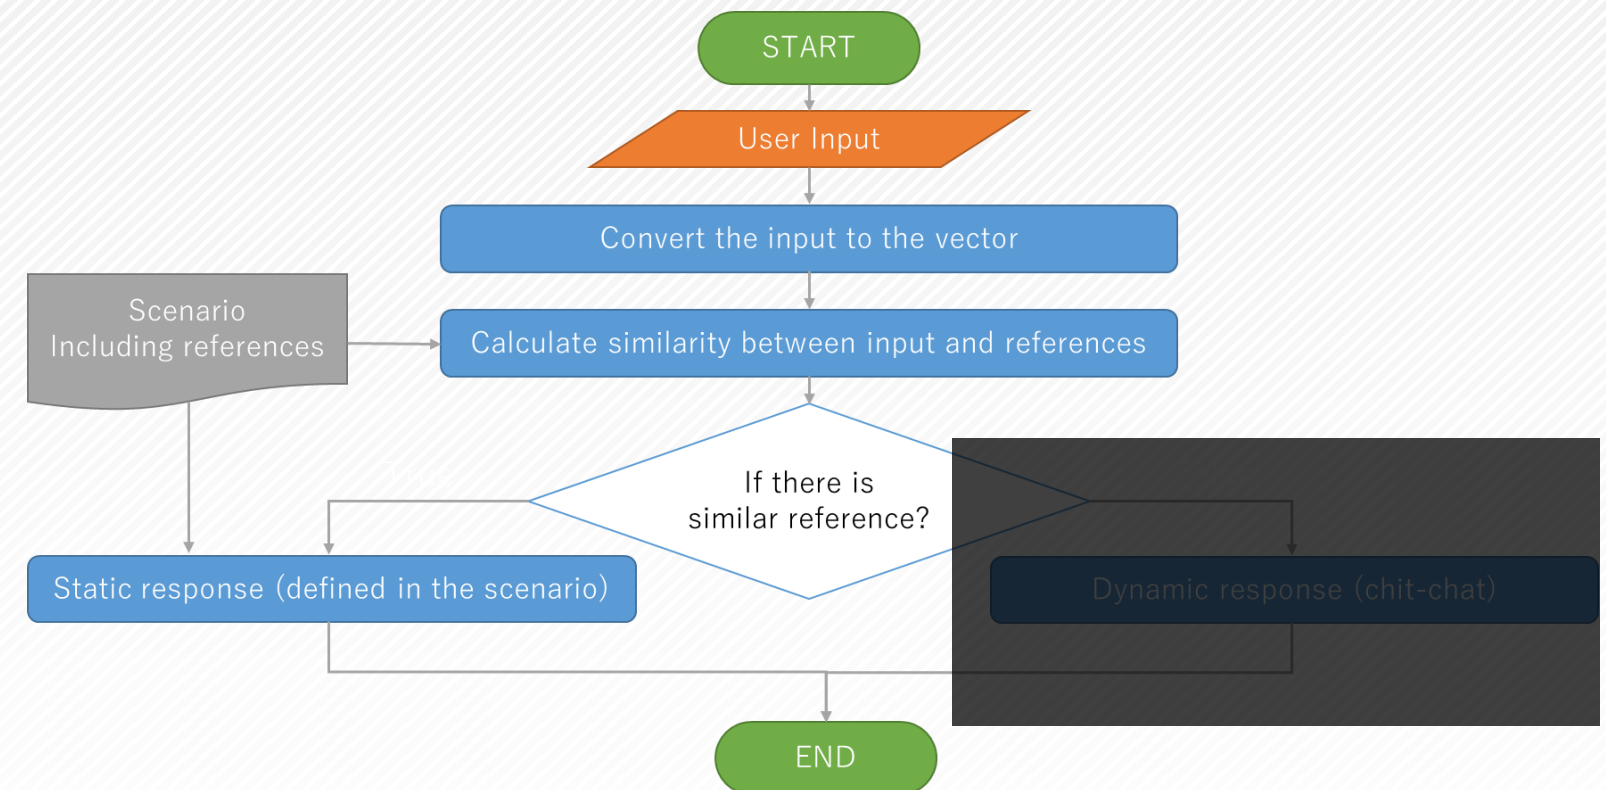 START
User Input
Convert the input to the vector
Scenario
Including references
Calculate similarity between input and references
If there is
similar reference?
Static response (defined in the scenario)
Dynamic response (chit-chat)
END